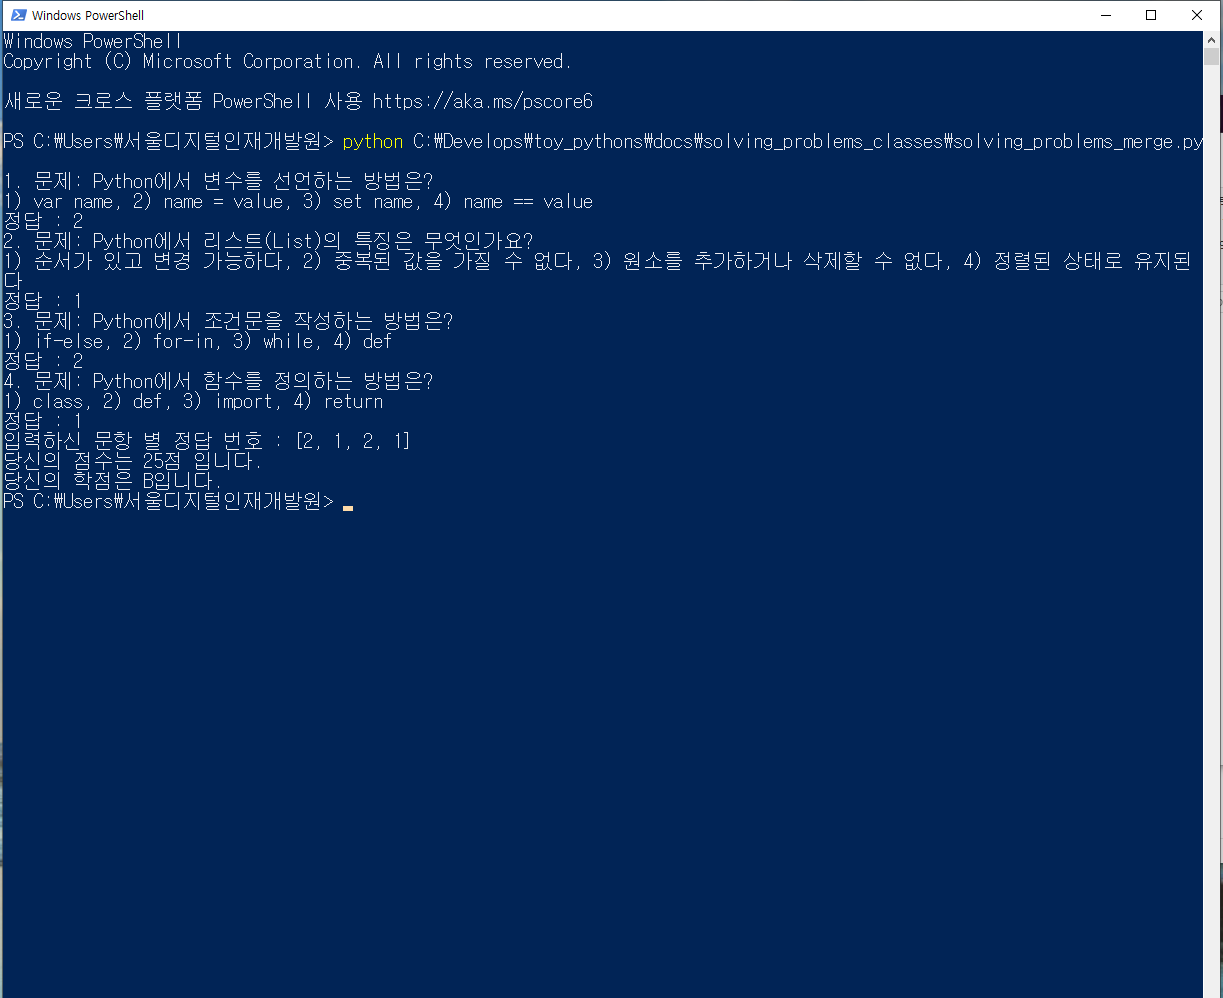 Windows PowerShell
Windows PowerShell
Copyright (C) Microsoft Corporation. All rights reserved.
새로운 크로스 플랫폼 PowerShell 사용 https://aka.ms/pscore6
PS C:₩Users₩서울디지털인재개발원> python C:₩Develops₩toy_pythons₩docs₩solving_problems_classes₩solving_problems_merge.py
1. 문제: Python에서 변수를 선언하는 방법은?
1) var name, 2) name = value, 3) set name, 4) name == value
정답 : 2
2. 문제: Python에서 리스트(List)의 특징은 무엇인가요?
1) 순서가 있고 변경 가능하다, 2) 중복된 값을 가질 수 없다, 3) 원소를 추가하거나 삭제할 수 없다, 4) 정렬된 상태로 유지된
다
정답 : 1
3. 문제: Python에서 조건문을 작성하는 방법은?
1) if-else, 2) for-in, 3) while, 4) def
정답 : 2
4. 문제: Python에서 함수를 정의하는 방법은?
1) class, 2) def, 3) import, 4) return
정답 : 1
입력하신 문항 별 정답 번호 : [2, 1, 2, 1]
당신의 점수는 25점 입니다.
당신의 학점은 B입니다.
PS C:₩Users₩서울디지털인재개발원>